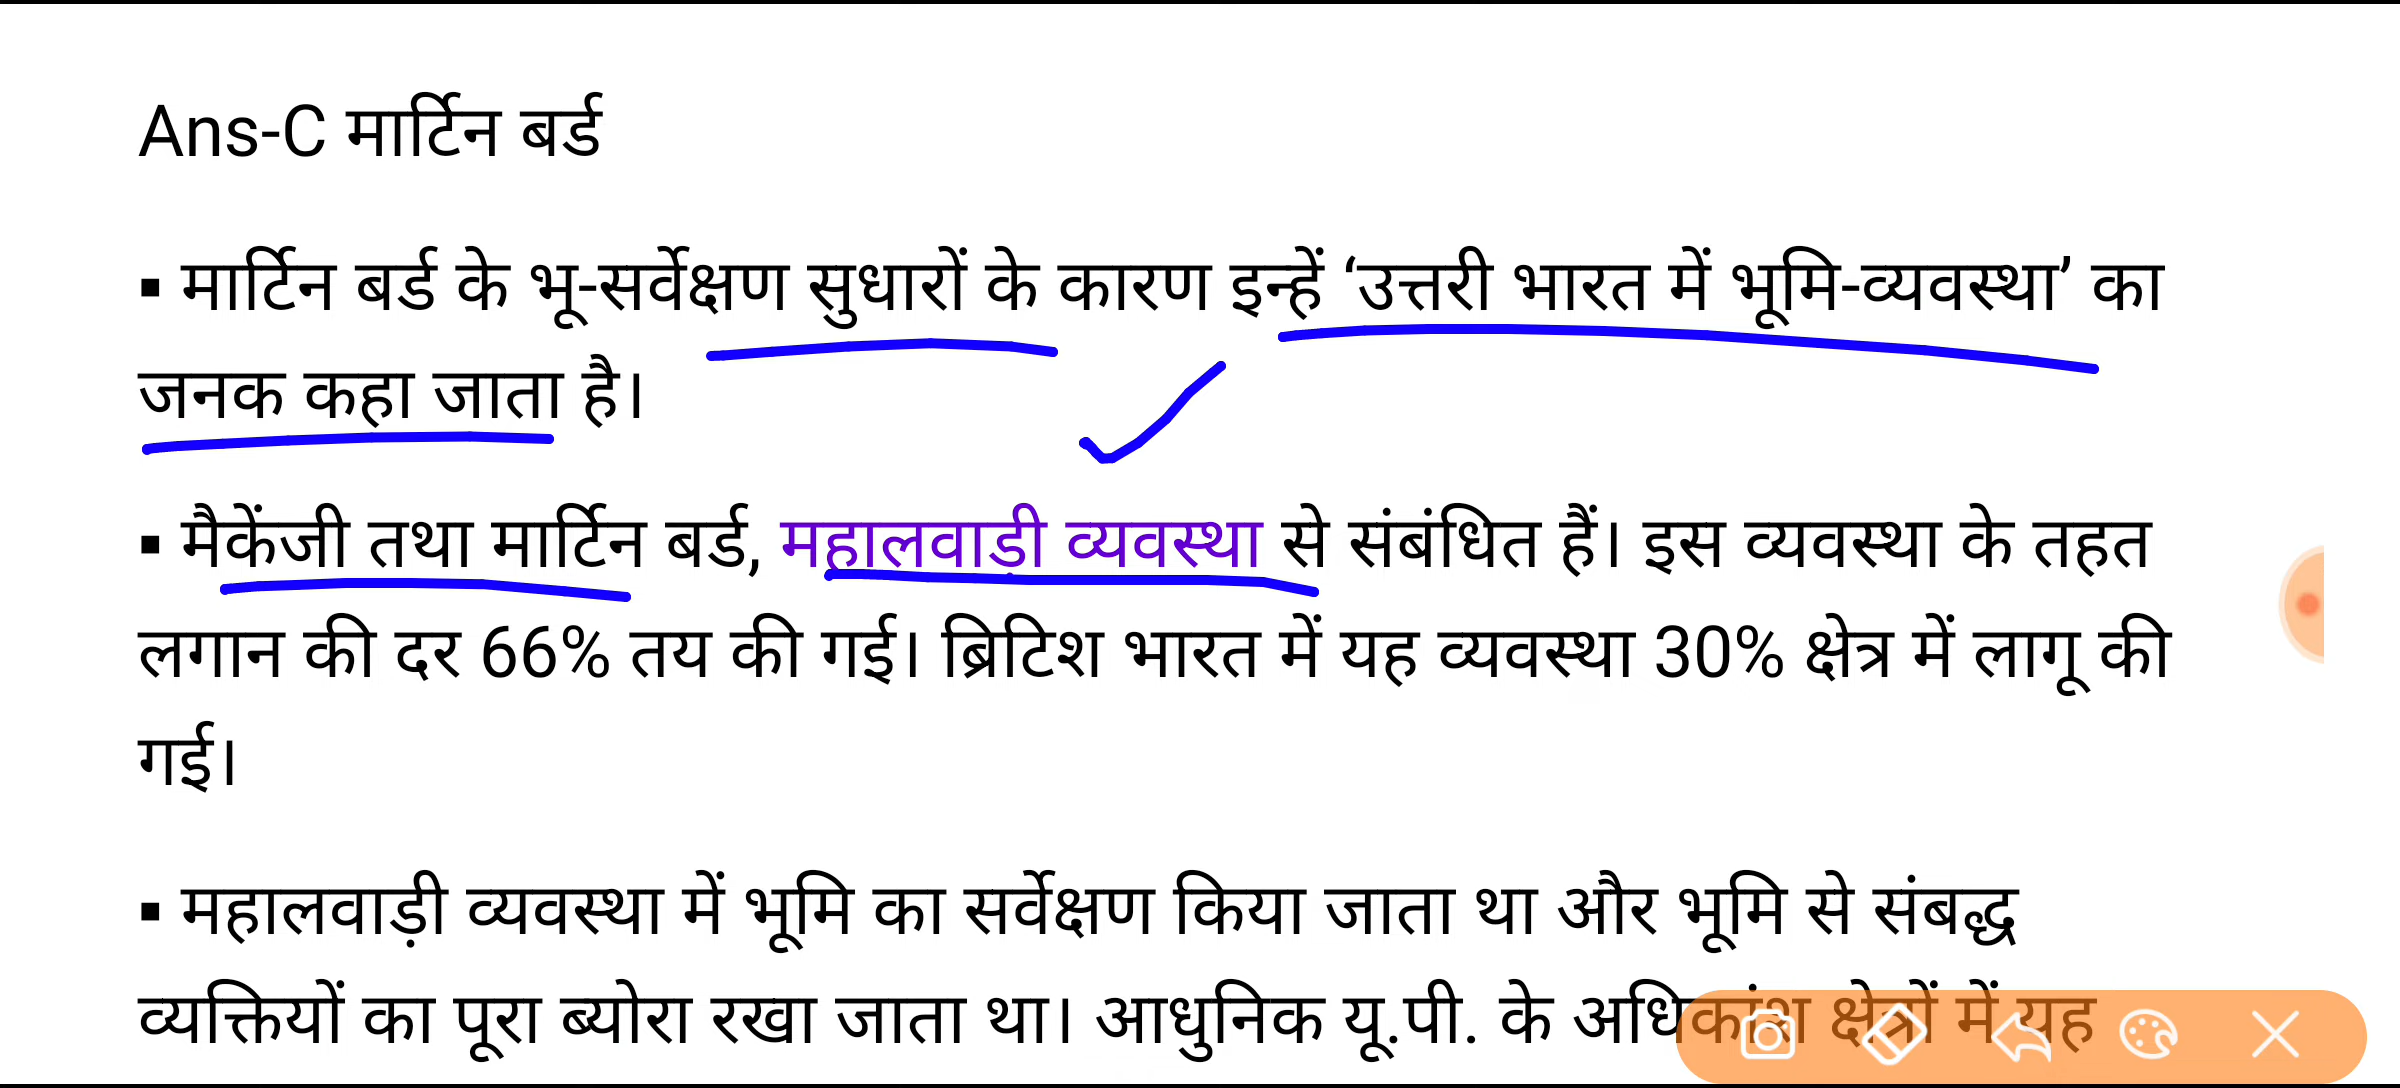 Ans-C मार्टिन बर्ड
▪ मार्टिन बर्ड के भू-सर्वेक्षण सुधारों के कारण इन्हें ‘उत्तरी भारत में भूमि-व्यवस्था’ का
जनक कहा जाता है।
▪ मैकेंजी तथा मार्टिन बर्ड, महालवाडी व्यवस्था से संबंधित हैं। इस व्यवस्था के तहत
लगान की दर 66% तय की गई। ब्रिटिश भारत में यह व्यवस्था 30% क्षेत्र में लागू की
गई।
▪ महालवाड़ी व्यवस्था में भूमि का सर्वेक्षण किया जाता था और भूमि से संबद्ध
व्यक्तियों का पूरा ब्योरा रखा जाता था। आधुनिक यू.पी. के अधिकांश क्षेत्रों में यह